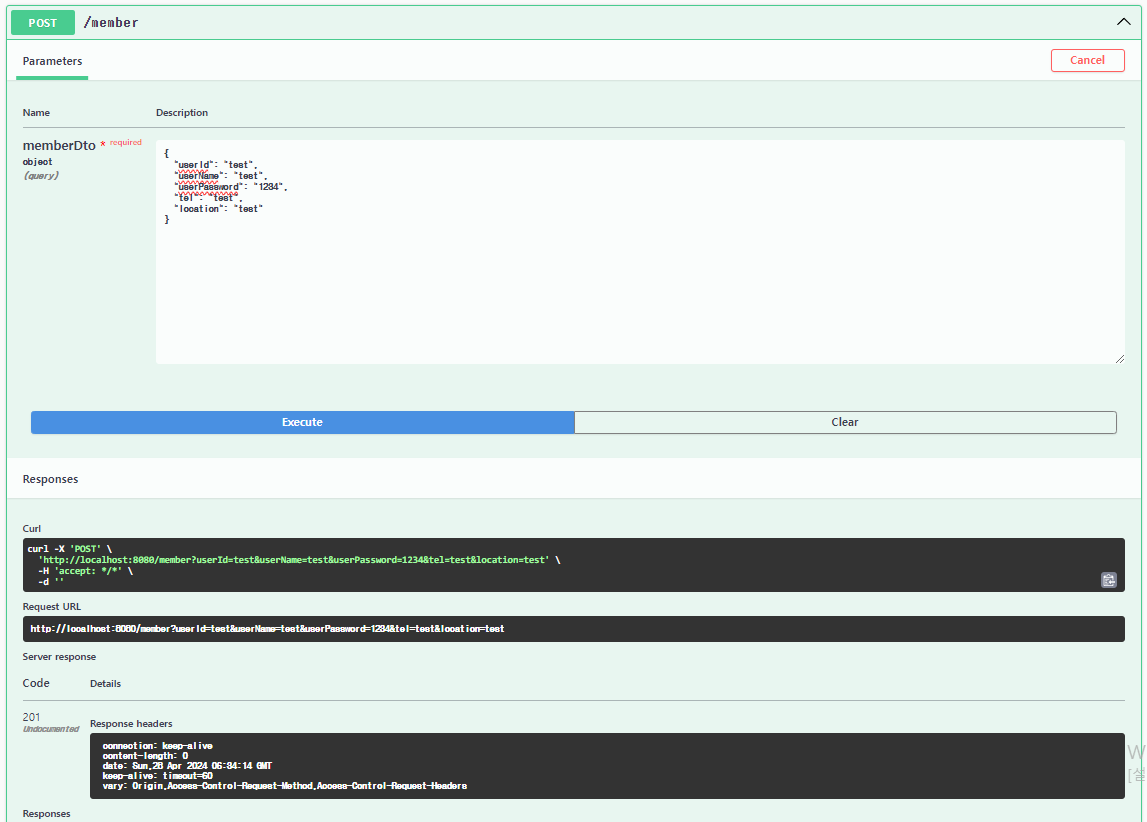 POST /member
Parameters
Cancel
Name Description
memberDto * required
object
(query)
{
"userId": "test",
"userName": "test",
"userPassword": "1234",
"tel": "test",
"location": "test"
}
Execute Clear
Responses
Curl
curl -X 'POST' \
'http://localhost:8080/member?userId=test&userName=test&userPassword=1234&tel=test&location=test' \
-H 'accept: */*' \
-d ''
Request URL
http://localhost:8080/member?userId=test&userName=test&userPassword=1234&tel=test&location=test
Server response
Code Details
201
Undocumented
Response headers
connection: keep-alive
content-length: 0
date: Sun,28 Apr 2024 06:34:14 GMT
keep-alive: timeout=60
vary: Origin,Access-Control-Request-Method,Access-Control-Request-Headers
W
[설
Responses